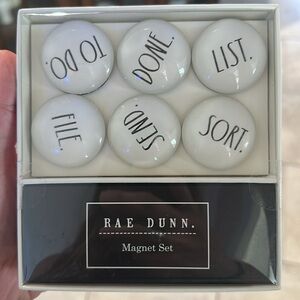 TO DO.
DONE.
LIST.
FILE.
SEND.
SORT.
RAE DUNN.
Magnet Set